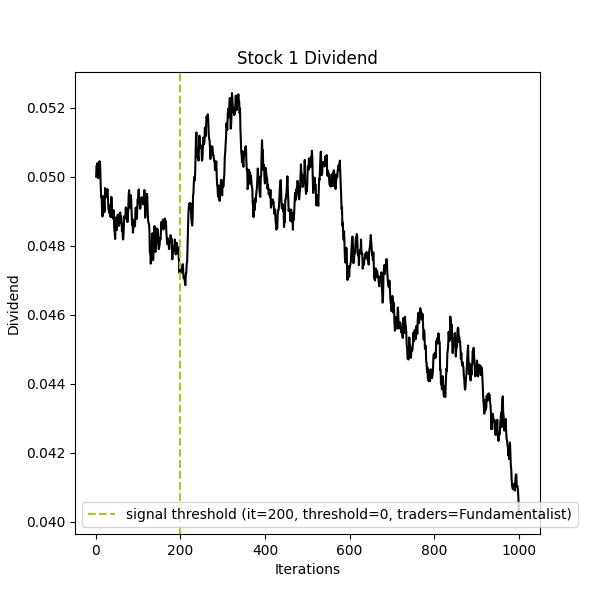 Stock 1 Dividend
0.052
0.050
0.048
0.046
0.044
0.042
0.040
Dividend
signal threshold (it=200, threshold=0, traders=Fundamentalist)
0 200 400 600 800 1000
Iterations